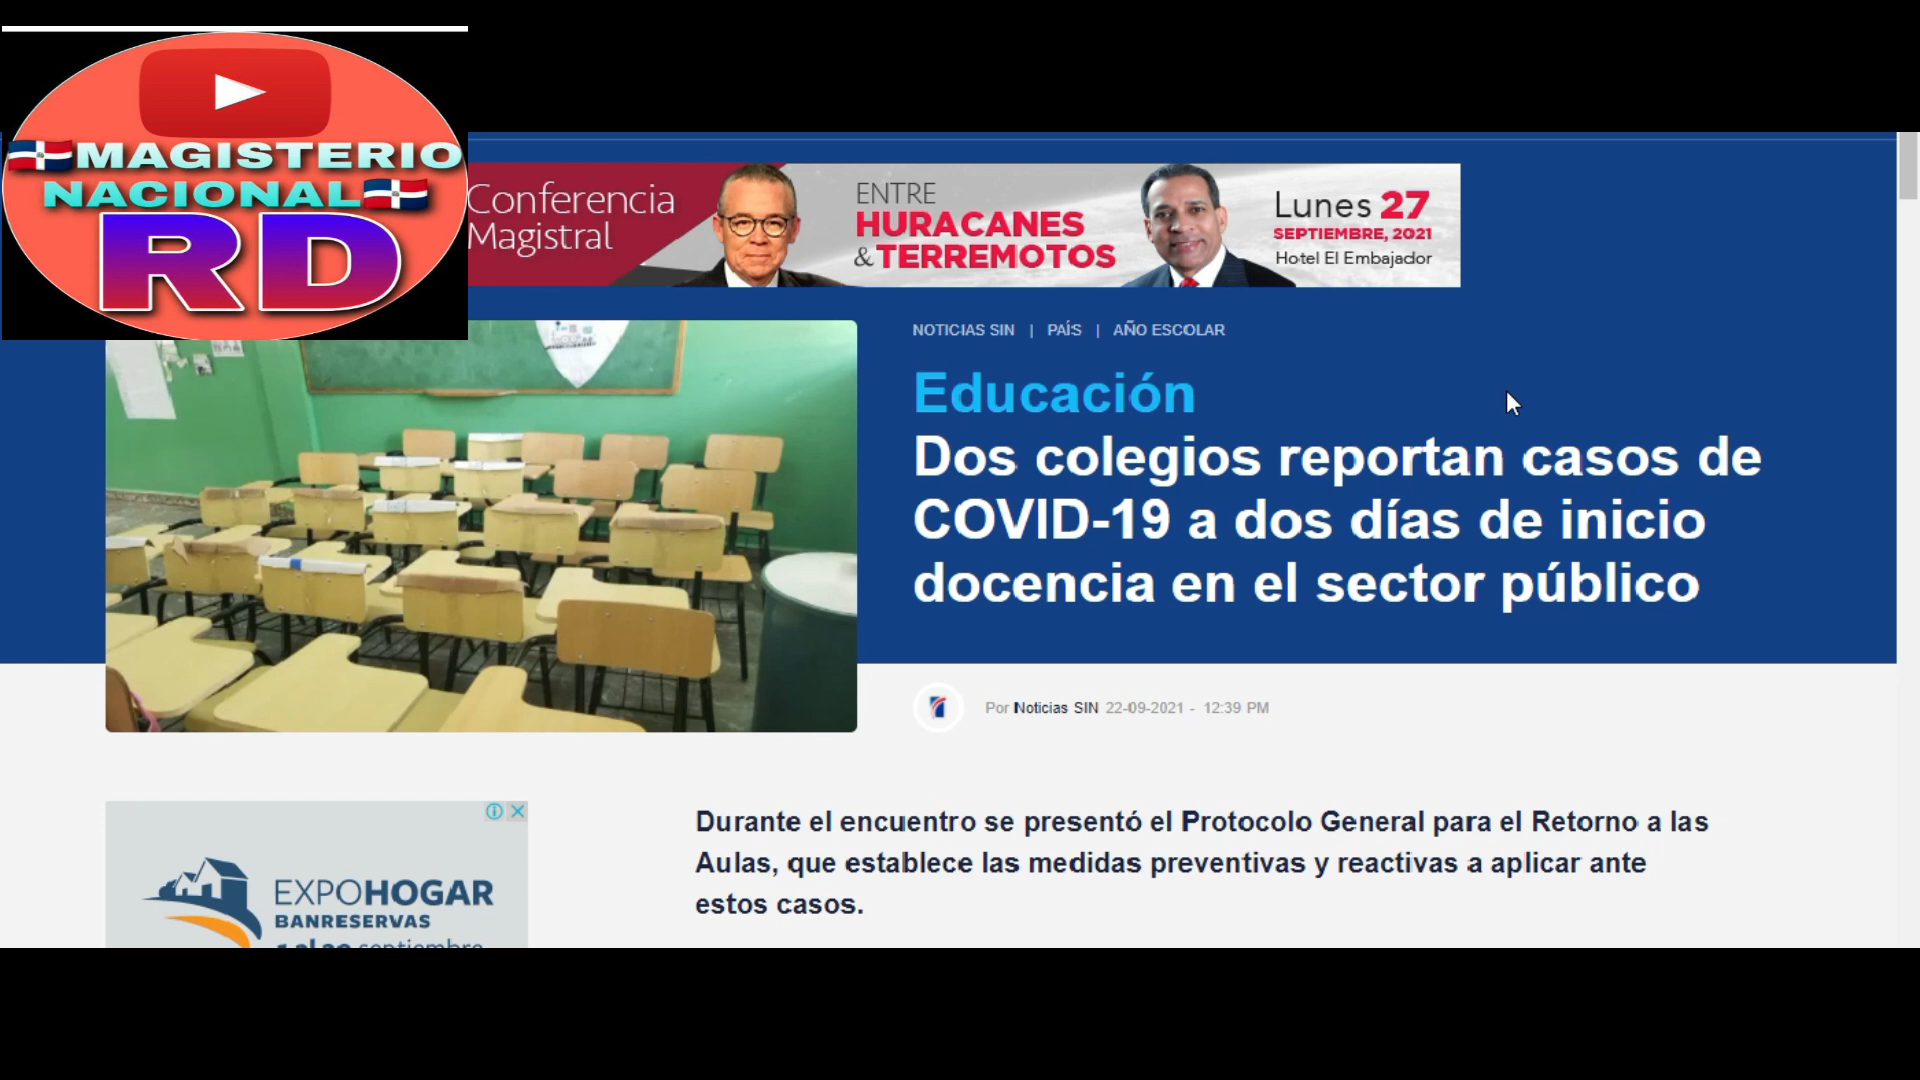 MAGISTERIO
NACIONAL
RD
Conferencia
Magistral
ENTRE
HURACANES
& TERREMOTOS
Lunes 27
SEPTIEMBRE, 2021
Hotel El Embajador
NOTICIAS SIN | PAÍS | AÑO ESCOLAR
Educación
Dos colegios reportan casos de
COVID-19 a dos días de inicio
docencia en el sector público
Por Noticias SIN 22-09-2021 - 12:39 PM
Durante el encuentro se presentó el Protocolo General para el Retorno a las
Aulas, que establece las medidas preventivas y reactivas a aplicar ante
estos casos.
EXPOHOGAR
BANRESERVAS
septiembre